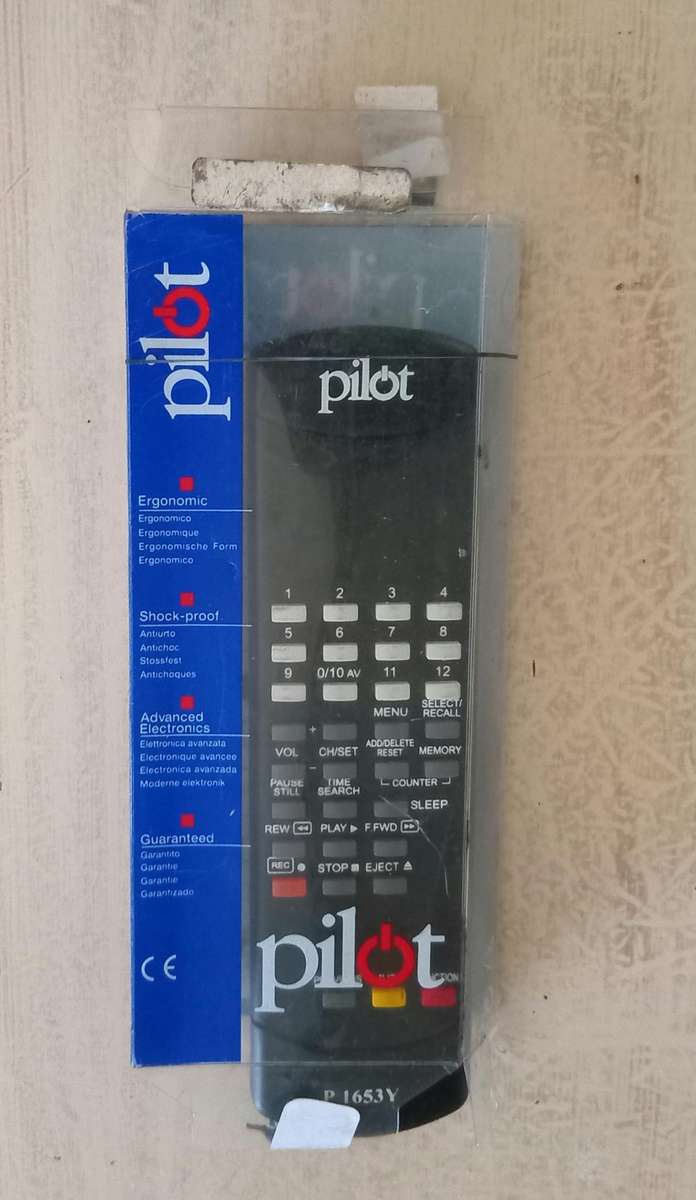 pilot
Ergonomic
Ergonomico
Ergonomique
Ergonomische Form
Ergonomico
Shock-proof
Antiurto
Antichoc
Stossfest
Antichoques
Advanced
Electronics
Elettronica avanzata
Electronique avancee
Electronica avanzada
Moderne elektronik
Guaranteed
Garantito
Garantie
Garantie
Garantizado
CE
pilot
1 2 3 4
5 6 7 8
9 0/10 AV 11 12
MENU SELECT/
RECALL
+
VOL CH/SET ADD/DELETE
RESET MEMORY
−
PAUSE
STILL TIME
SEARCH COUNTER
SLEEP
REW ◀◀ PLAY ▶ F FWD ▶▶
REC ● STOP ■ EJECT ⏏
pilot
P 1653Y